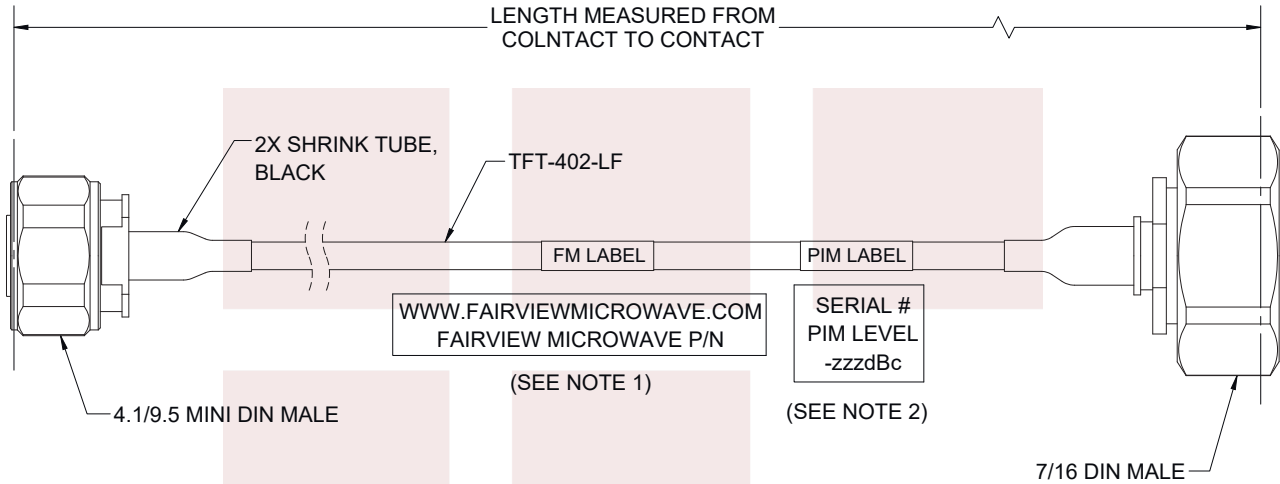 LENGTH MEASURED FROM
COLNTACT TO CONTACT
2X SHRINK TUBE,
BLACK
TFT-402-LF
FM LABEL
PIM LABEL
WWW.FAIRVIEWMICROWAVE.COM
FAIRVIEW MICROWAVE P/N
(SEE NOTE 1)
SERIAL #
PIM LEVEL
-zzzdBc
(SEE NOTE 2)
4.1/9.5 MINI DIN MALE
7/16 DIN MALE